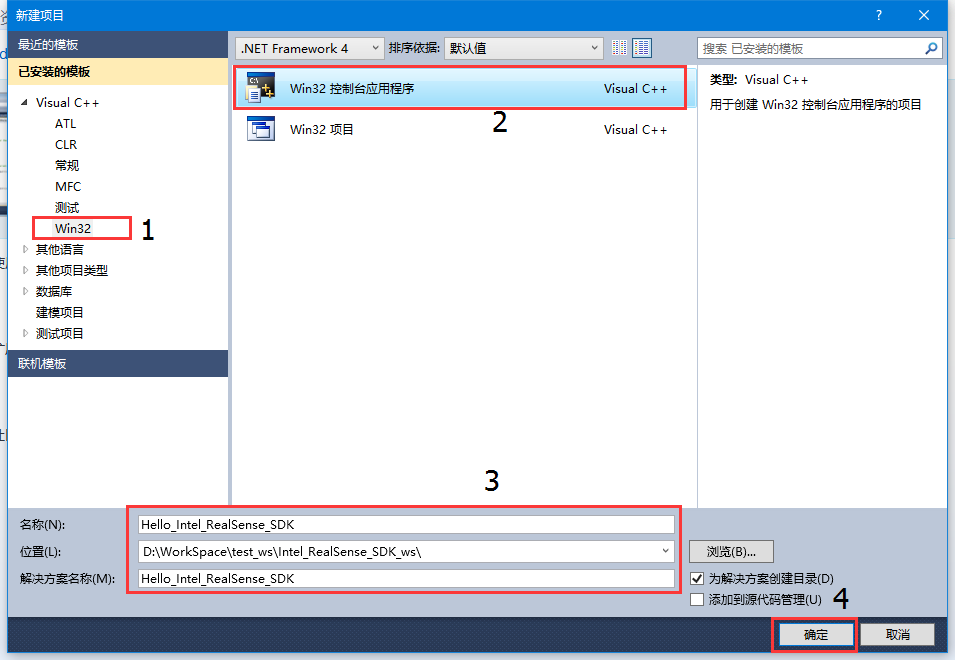 新建项目
?
最近的模板
.NET Framework 4
排序依据:
默认值
搜索 已安装的模板
已安装的模板
Visual C++
ATL
CLR
常规
MFC
测试
Win32
1
其他语言
其他项目类型
数据库
建模项目
测试项目
联机模板
C:\
Win32 控制台应用程序
Visual C++
2
Win32 项目
Visual C++
类型: Visual C++
用于创建 Win32 控制台应用程序的项目
3
名称(N):
Hello_Intel_RealSense_SDK
位置(L):
D:\WorkSpace\test_ws\Intel_RealSense_SDK_ws\
浏览(B)...
解决方案名称(M):
Hello_Intel_RealSense_SDK
为解决方案创建目录(D)
添加到源代码管理(U)
4
确定
取消